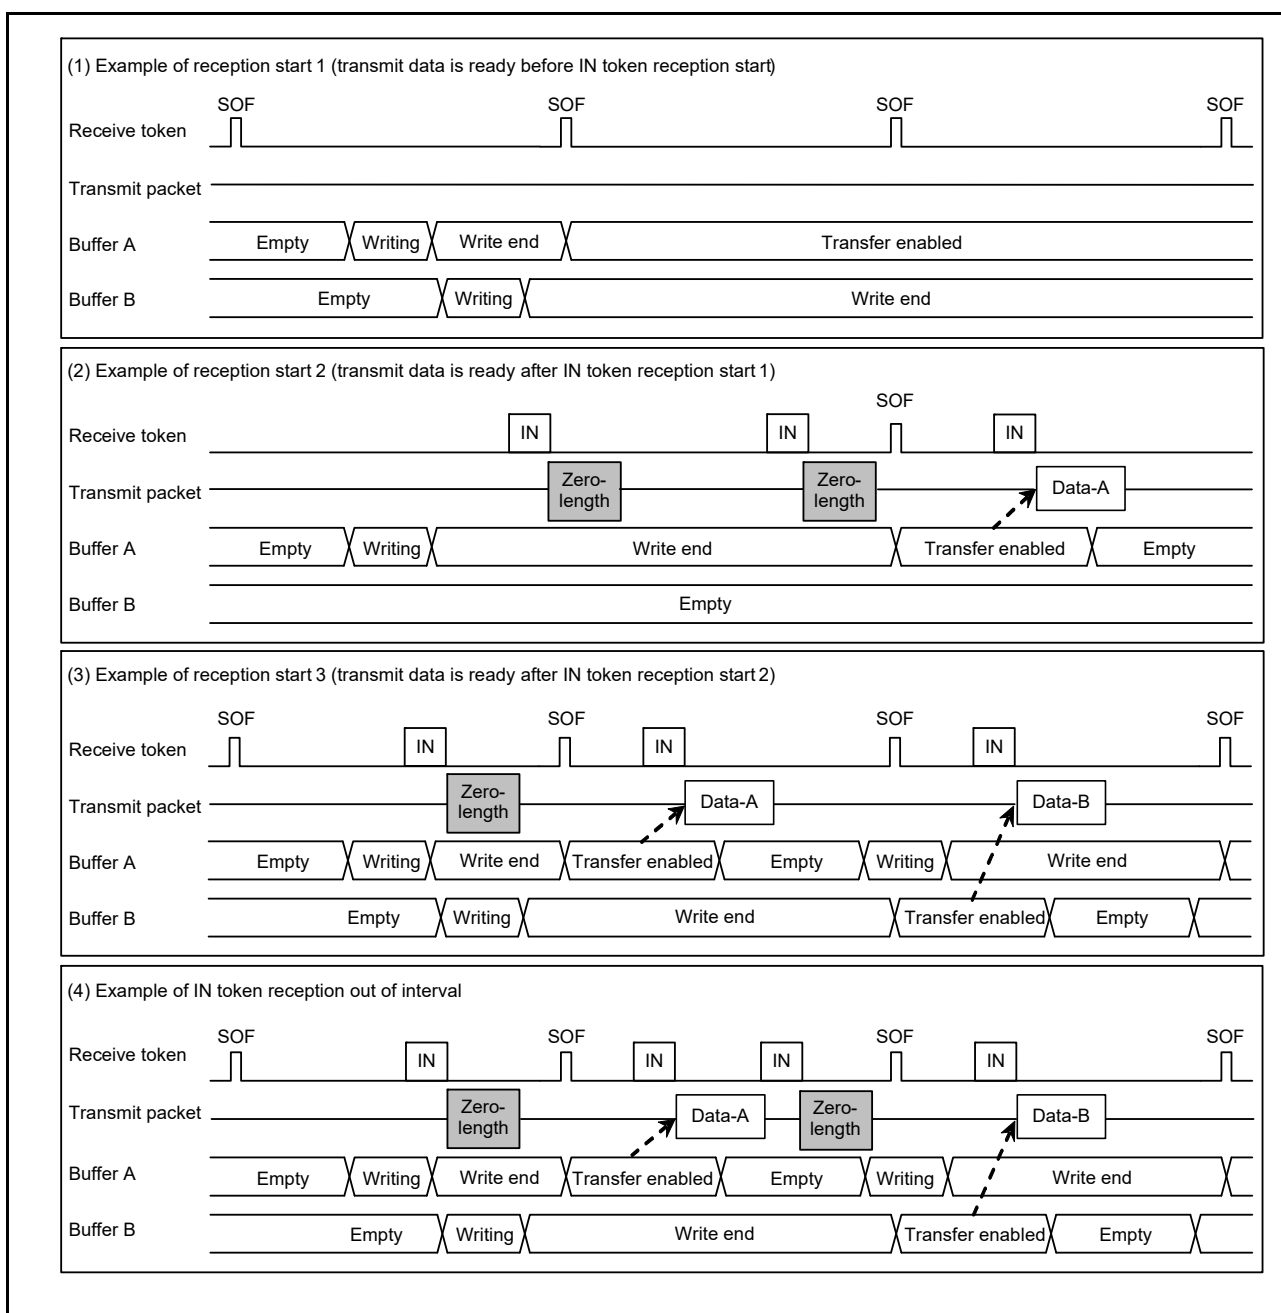 (1) Example of reception start 1 (transmit data is ready before IN token reception start)
SOF SOF SOF SOF
Receive token
Transmit packet
Buffer A Empty Writing Write end Transfer enabled
Buffer B Empty Writing Write end
(2) Example of reception start 2 (transmit data is ready after IN token reception start 1)
SOF
Receive token IN IN IN
Transmit packet Zero-length Zero-length Data-A
Buffer A Empty Writing Write end Transfer enabled Empty
Buffer B Empty
(3) Example of reception start 3 (transmit data is ready after IN token reception start 2)
SOF SOF SOF SOF
Receive token IN IN IN
Transmit packet Zero-length Data-A Data-B
Buffer A Empty Writing Write end Transfer enabled Empty Writing Write end
Buffer B Empty Writing Write end Transfer enabled Empty
(4) Example of IN token reception out of interval
SOF SOF SOF SOF
Receive token IN IN IN IN
Transmit packet Zero-length Data-A Zero-length Data-B
Buffer A Empty Writing Write end Transfer enabled Empty Writing Write end
Buffer B Empty Writing Write end Transfer enabled Empty